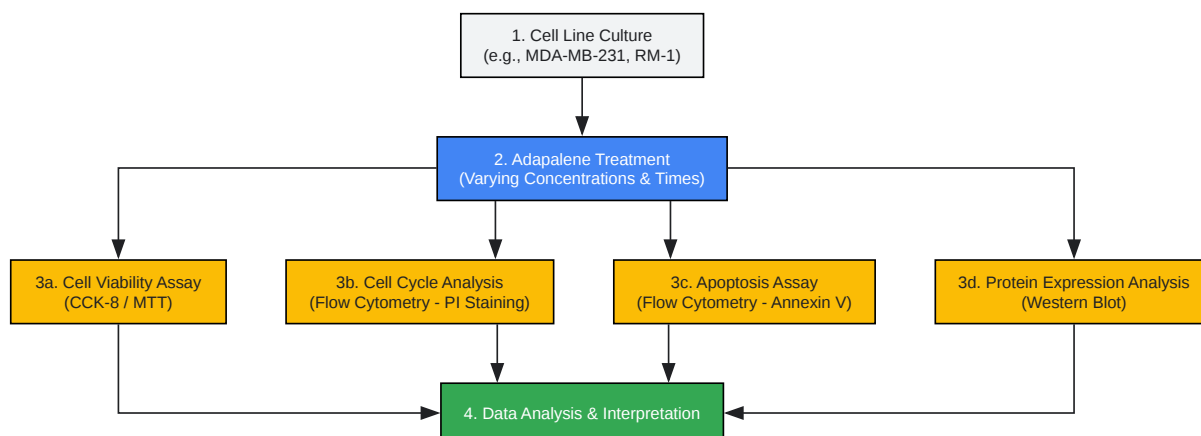 1. Cell Line Culture
(e.g., MDA-MB-231, RM-1)
2. Adapalene Treatment
(Varying Concentrations & Times)
3a. Cell Viability Assay
(CCK-8 / MTT)
3b. Cell Cycle Analysis
(Flow Cytometry - PI Staining)
3c. Apoptosis Assay
(Flow Cytometry - Annexin V)
3d. Protein Expression Analysis
(Western Blot)
4. Data Analysis & Interpretation